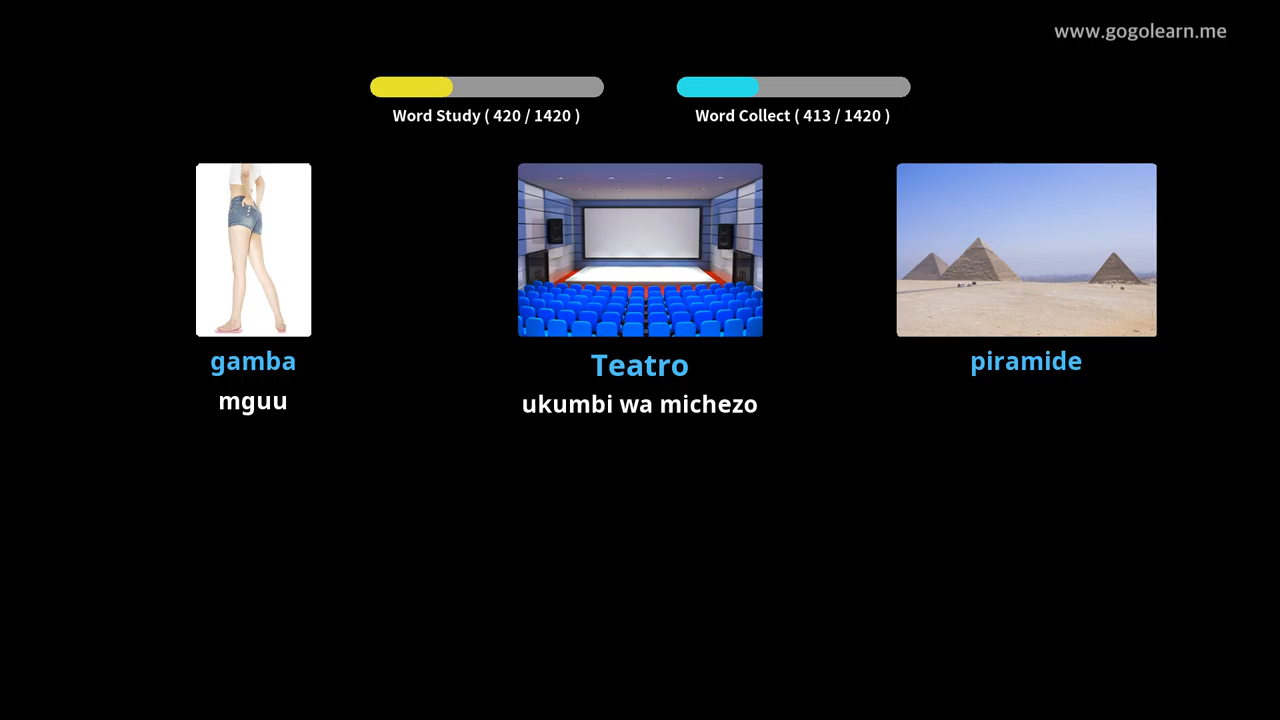 www.gogolearn.me
Word Study ( 420 / 1420 )
Word Collect ( 413 / 1420 )
gamba
mguu
Teatro
ukumbi wa michezo
piramide